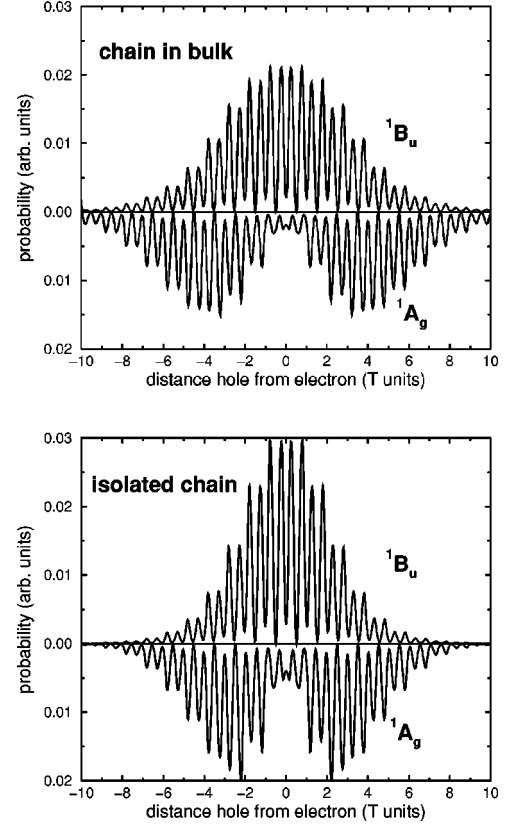 0.03
chain in bulk
0.02
¹Bᵤ
0.01
probability (arb. units)
0.00
0.01
¹A_g
0.02
−10 −8 −6 −4 −2 0 2 4 6 8 10
distance hole from electron (T units)
0.03
isolated chain
0.02
¹Bᵤ
0.01
probability (arb. units)
0.00
0.01
¹A_g
0.02
−10 −8 −6 −4 −2 0 2 4 6 8 10
distance hole from electron (T units)